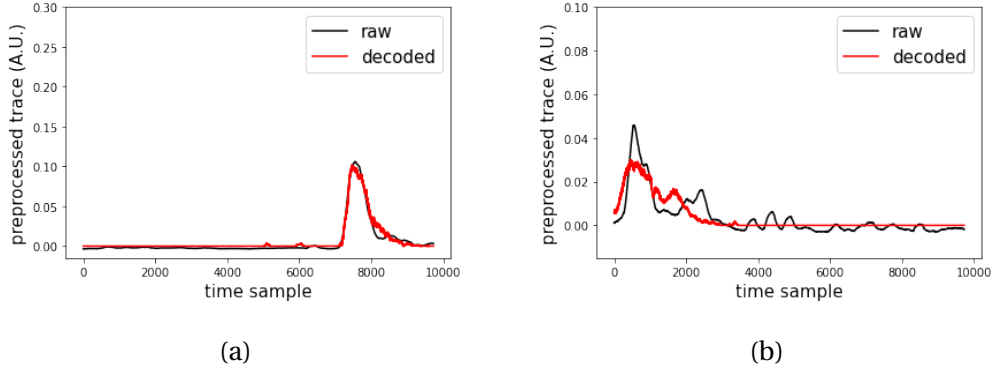 0.30
0.25
0.20
0.15
0.10
0.05
0.00
preprocessed trace (A.U.)
raw
decoded
0 2000 4000 6000 8000 10000
time sample
(a)
0.10
0.08
0.06
0.04
0.02
0.00
preprocessed trace (A.U.)
raw
decoded
0 2000 4000 6000 8000 10000
time sample
(b)